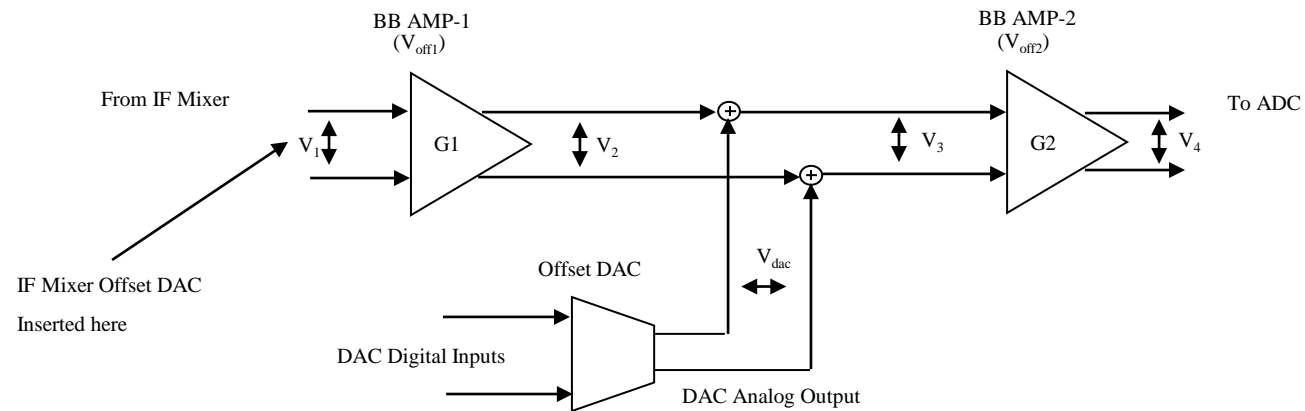 BB AMP-1
(Voff1)
BB AMP-2
(Voff2)
From IF Mixer
To ADC
V1
G1
V2
+
V3
G2
V4
+
IF Mixer Offset DAC
Inserted here
Offset DAC
Vdac
DAC Digital Inputs
DAC Analog Output